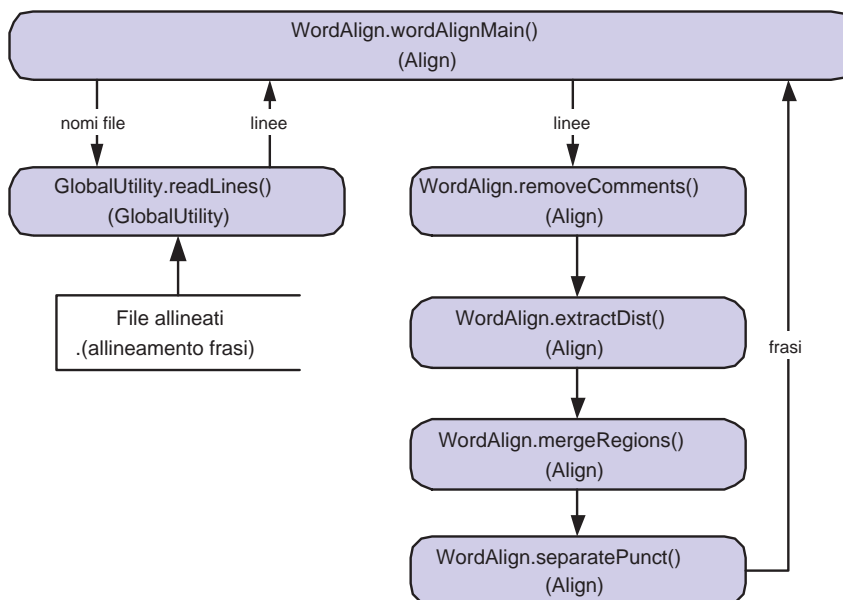 WordAlign.wordAlignMain()
(Align)
nomi file
linee
linee
GlobalUtility.readLines()
(GlobalUtility)
WordAlign.removeComments()
(Align)
File allineati
.(allineamento frasi)
WordAlign.extractDist()
(Align)
frasi
WordAlign.mergeRegions()
(Align)
WordAlign.separatePunct()
(Align)